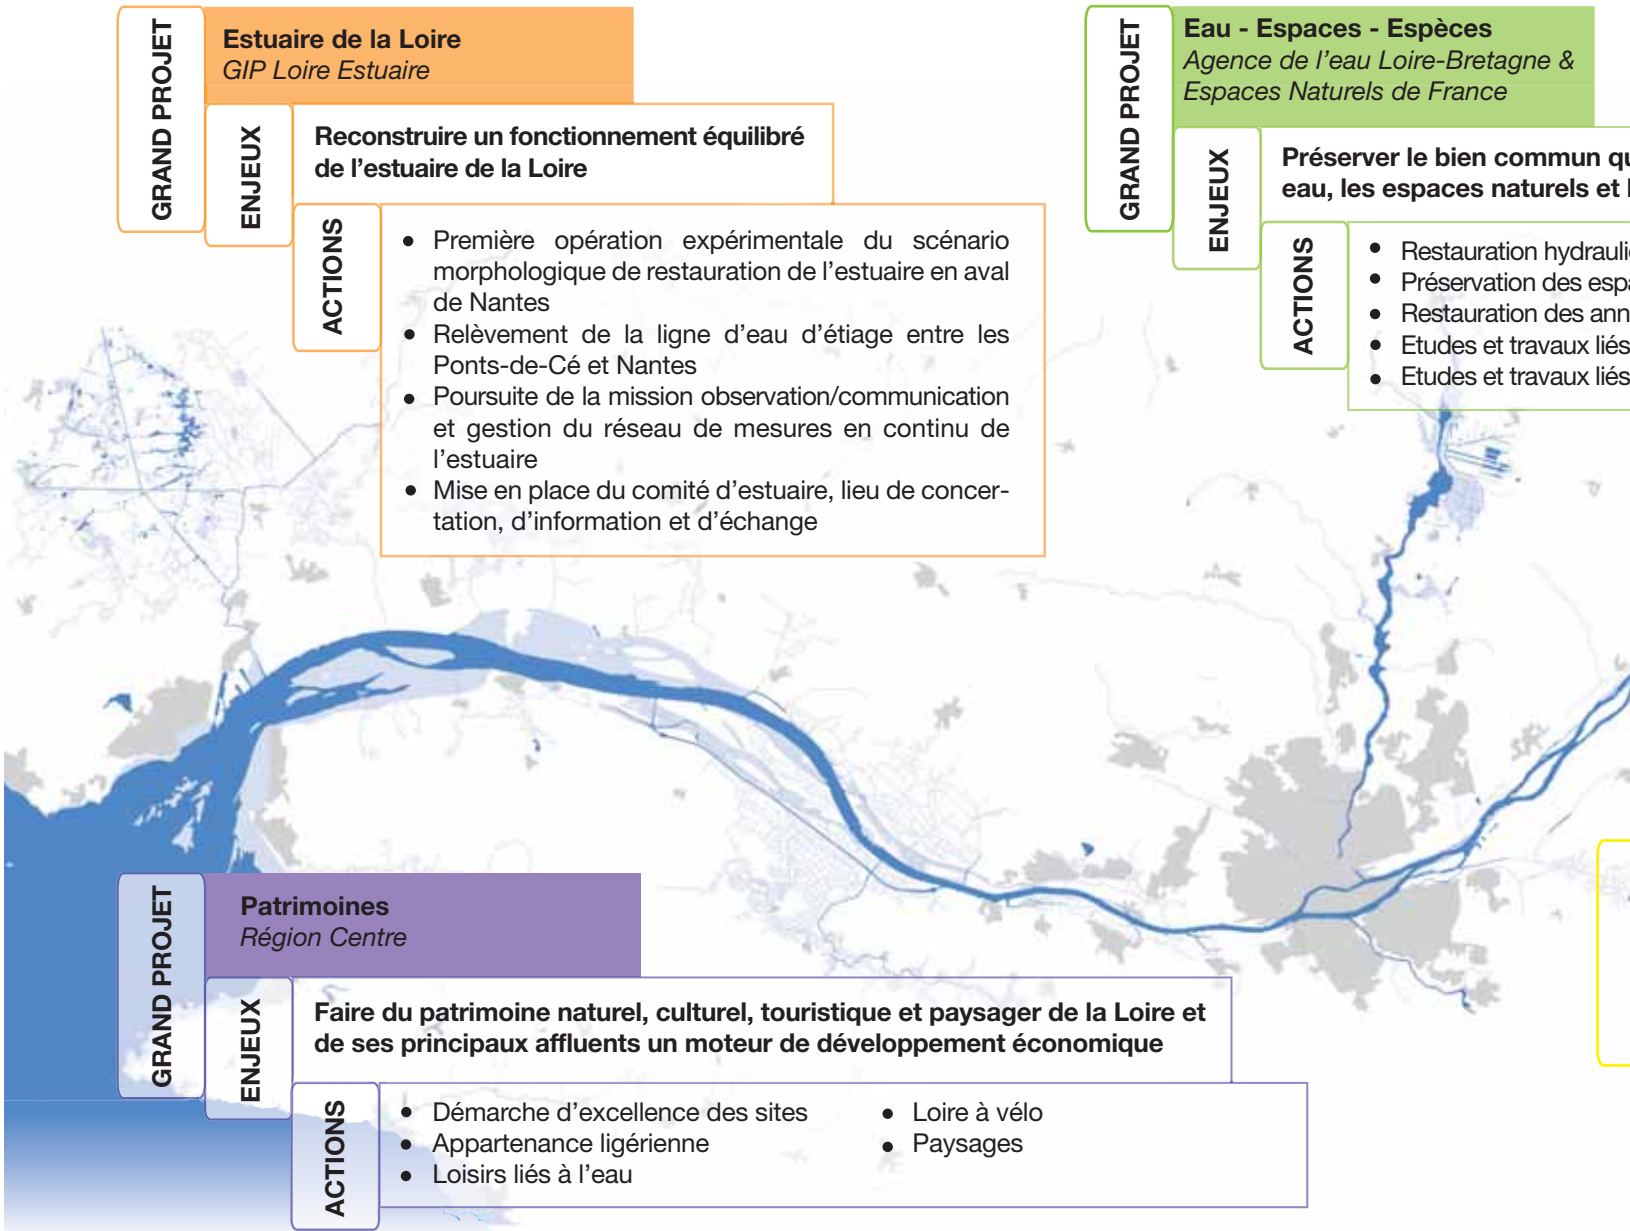 GRAND PROJET
Estuaire de la Loire
GIP Loire Estuaire
ENJEUX
Reconstruire un fonctionnement équilibré
de l'estuaire de la Loire
ACTIONS
• Première opération expérimentale du scénario
morphologique de restauration de l'estuaire en aval
de Nantes
• Relèvement de la ligne d'eau d'étiage entre les
Ponts-de-Cé et Nantes
• Poursuite de la mission observation/communication
et gestion du réseau de mesures en continu de
l'estuaire
• Mise en place du comité d'estuaire, lieu de concer-
tation, d'information et d'échange
GRAND PROJET
Eau - Espaces - Espèces
Agence de l'eau Loire-Bretagne &
Espaces Naturels de France
ENJEUX
Préserver le bien commun
eau, les espaces naturels et
ACTIONS
• Restauration
• Préservation des
• Restauration des
• Etudes et travaux liés
• Etudes et travaux liés
GRAND PROJET
Patrimoines
Région Centre
ENJEUX
Faire du patrimoine naturel, culturel, touristique et paysager de la Loire et
de ses principaux affluents un moteur de développement économique
ACTIONS
• Démarche d'excellence des sites
• Appartenance ligérienne
• Loisirs liés à l'eau
• Loire à vélo
• Paysages